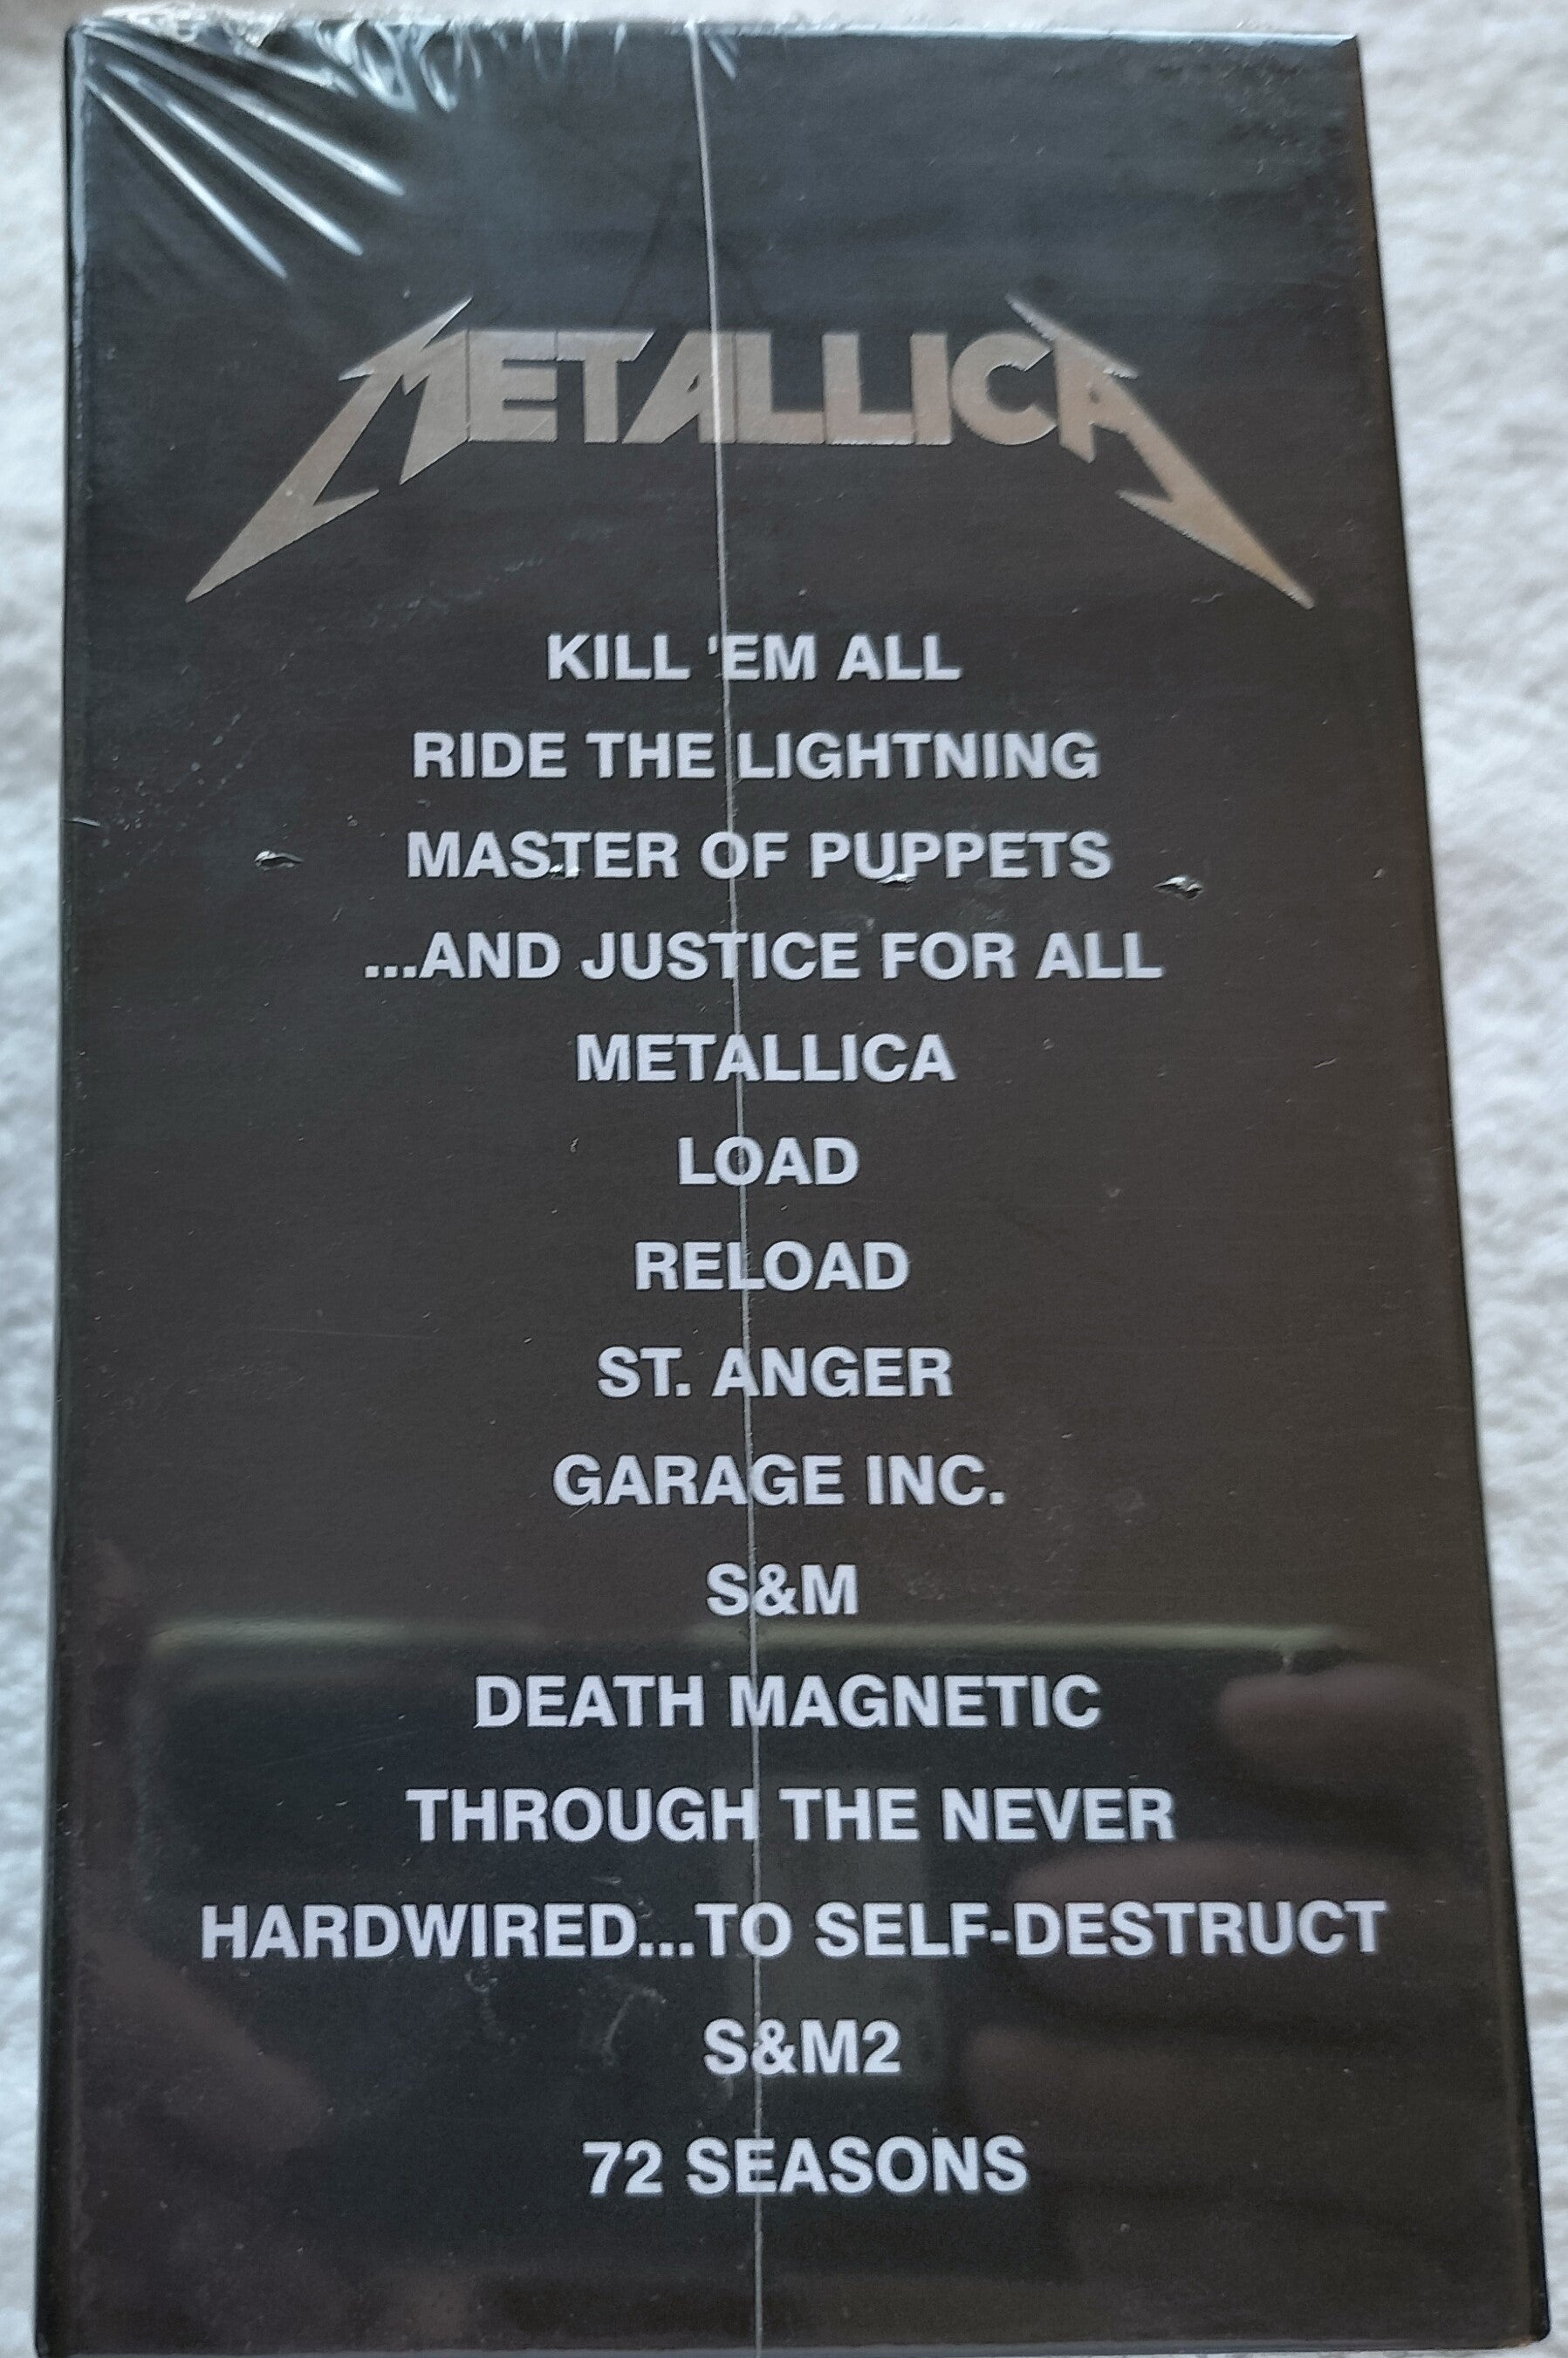 METALLICA
KILL 'EM ALL
RIDE THE LIGHTNING
MASTER OF PUPPETS
...AND JUSTICE FOR ALL
METALLICA
LOAD
RELOAD
ST. ANGER
GARAGE INC.
S&M
DEATH MAGNETIC
THROUGH THE NEVER
HARDWIRED...TO SELF-DESTRUCT
S&M2
72 SEASONS